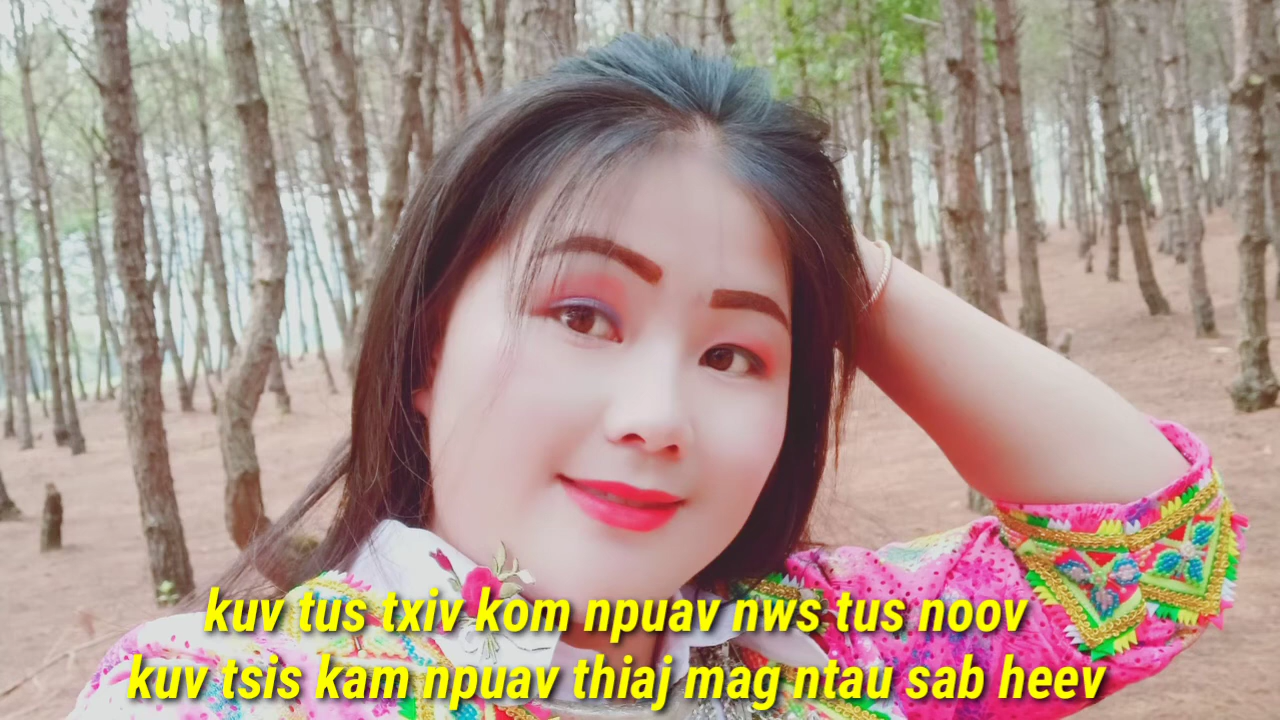 kuv tus txiv kom npuav nws tus noov
kuv tsis kam npuav thiaj mag ntau sab heev